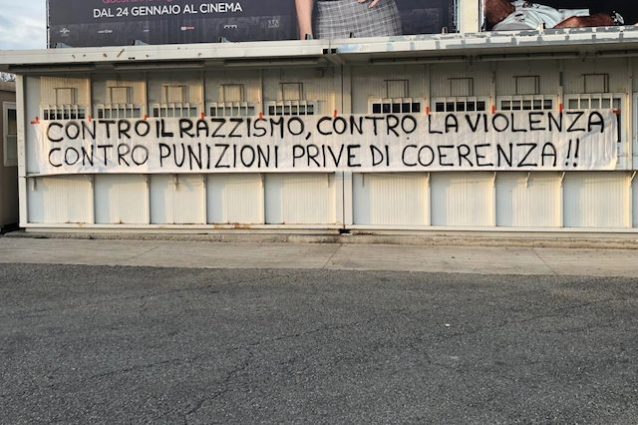 DAL 24 GENNAIO AL CINEMA
CONTRO IL RAZZISMO, CONTRO LA VIOLENZA!
CONTRO PUNIZIONI PRIVE DI COERENZA!!